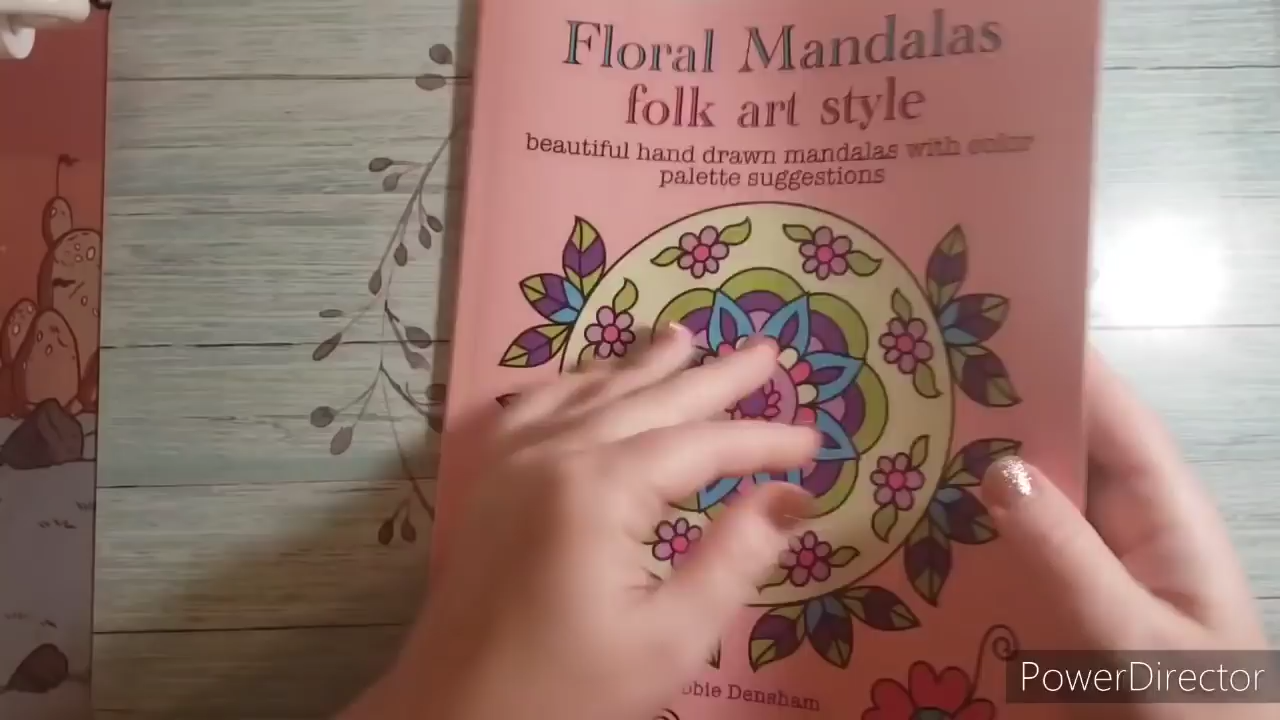 Floral Mandalas
folk art style
beautiful hand drawn mandalas with color
palette suggestions
Densham
PowerDirector